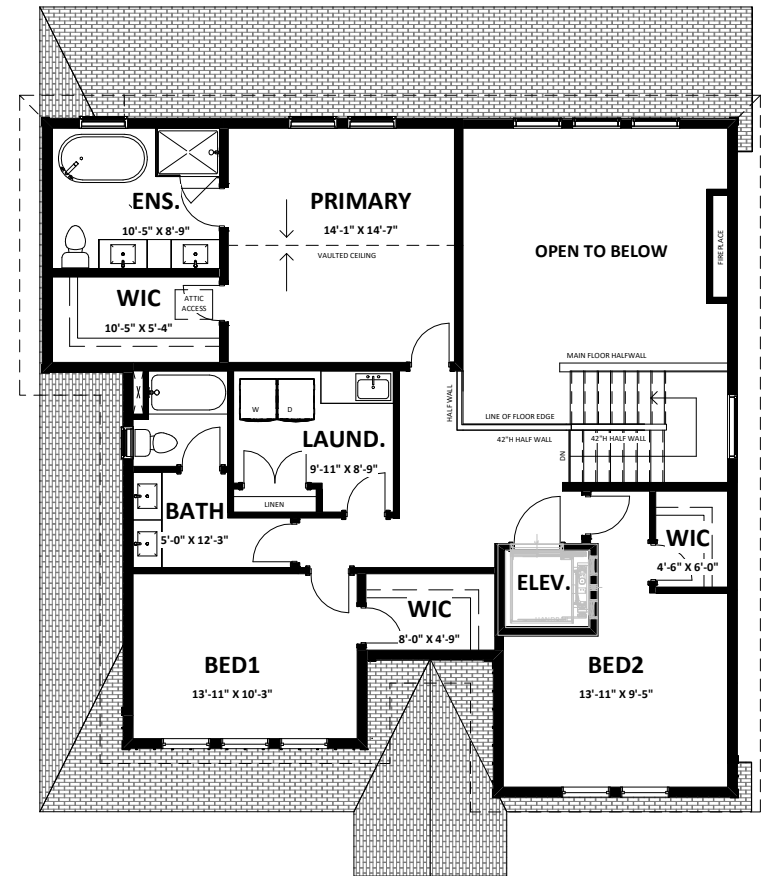 ENS.
10'-5" X 8'-9"
PRIMARY
14'-1" X 14'-7"
VAULTED CEILING
OPEN TO BELOW
FIREPLACE
WIC
10'-5" X 5'-4"
ATTIC
ACCESS
MAIN FLOOR HALFWALL
HALF WALL
LINE OF FLOOR EDGE
42"H HALF WALL
42"H HALF WALL
DN
W
D
LAUND.
9'-11" X 8'-9"
LINEN
BATH
5'-0" X 12'-3"
WIC
4'-6" X 6'-0"
ELEV.
WIC
8'-0" X 4'-9"
BED1
13'-11" X 10'-3"
BED2
13'-11" X 9'-5"